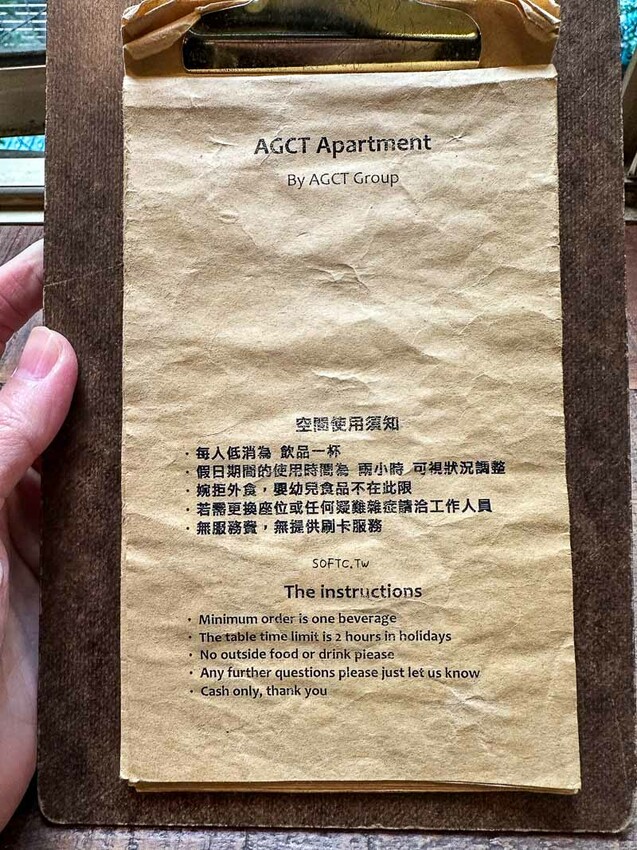 AGCT Apartment
By AGCT Group
空間使用須知
・每人低消為 飲品一杯
・假日期間的使用時間為 兩小時 可視狀況調整
・婉拒外食，嬰幼兒食品不在此限
・若需更換座位或任何疑難雜症請洽工作人員
・無服務費，無提供刷卡服務
SOFTC.TW
The instructions
・ Minimum order is one beverage
・ The table time limit is 2 hours in holidays
・ No outside food or drink please
・ Any further questions please just let us know
・ Cash only, thank you